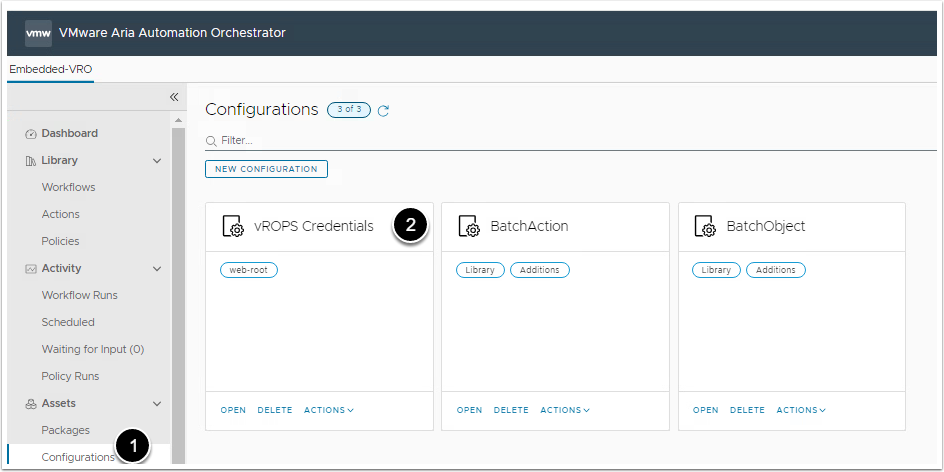 vmw VMware Aria Automation Orchestrator
Embedded-VRO
«
Dashboard
Library
Workflows
Actions
Policies
Activity
Workflow Runs
Scheduled
Waiting for Input (0)
Policy Runs
Assets
Packages
Configurations
1
Configurations 3 of 3
Filter...
NEW CONFIGURATION
vROPS Credentials 2
web-root
OPEN DELETE ACTIONS
BatchAction
Library Additions
OPEN DELETE ACTIONS
BatchObject
Library Additions
OPEN DELETE ACTIONS